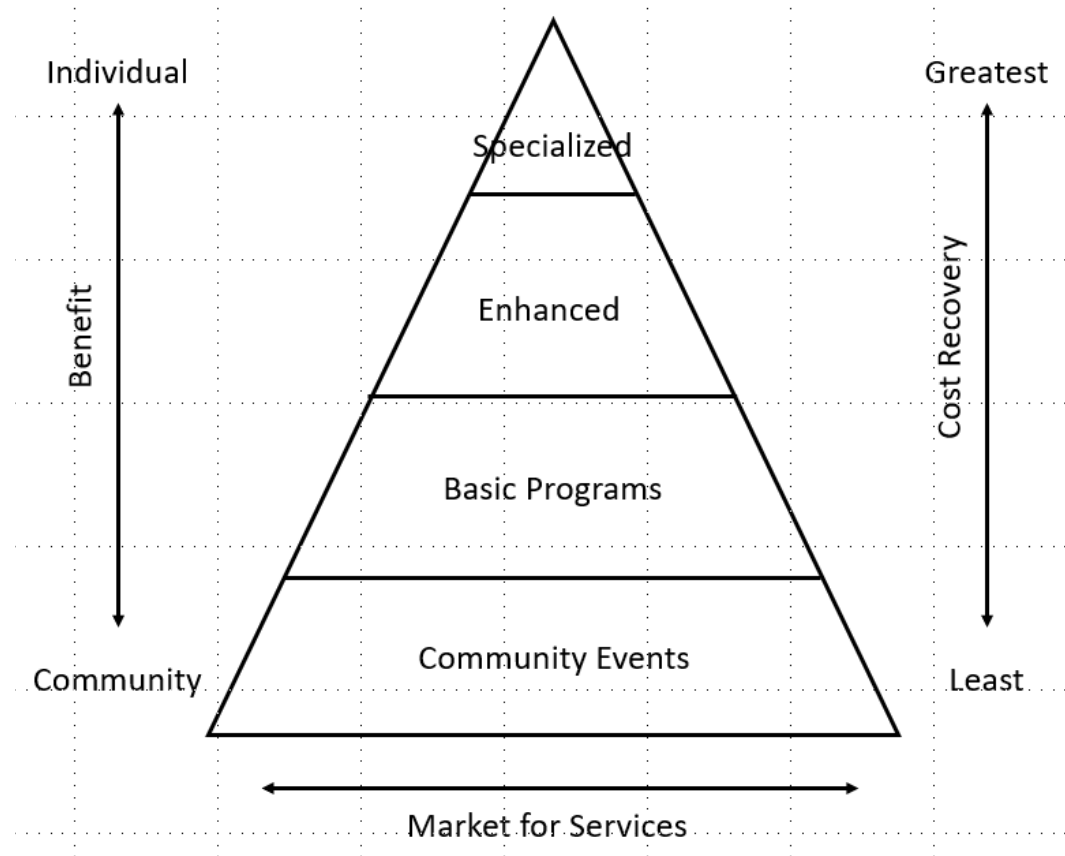 Individual
Greatest
Specialized
Enhanced
Benefit
Cost Recovery
Basic Programs
Community Events
Community
Least
Market for Services